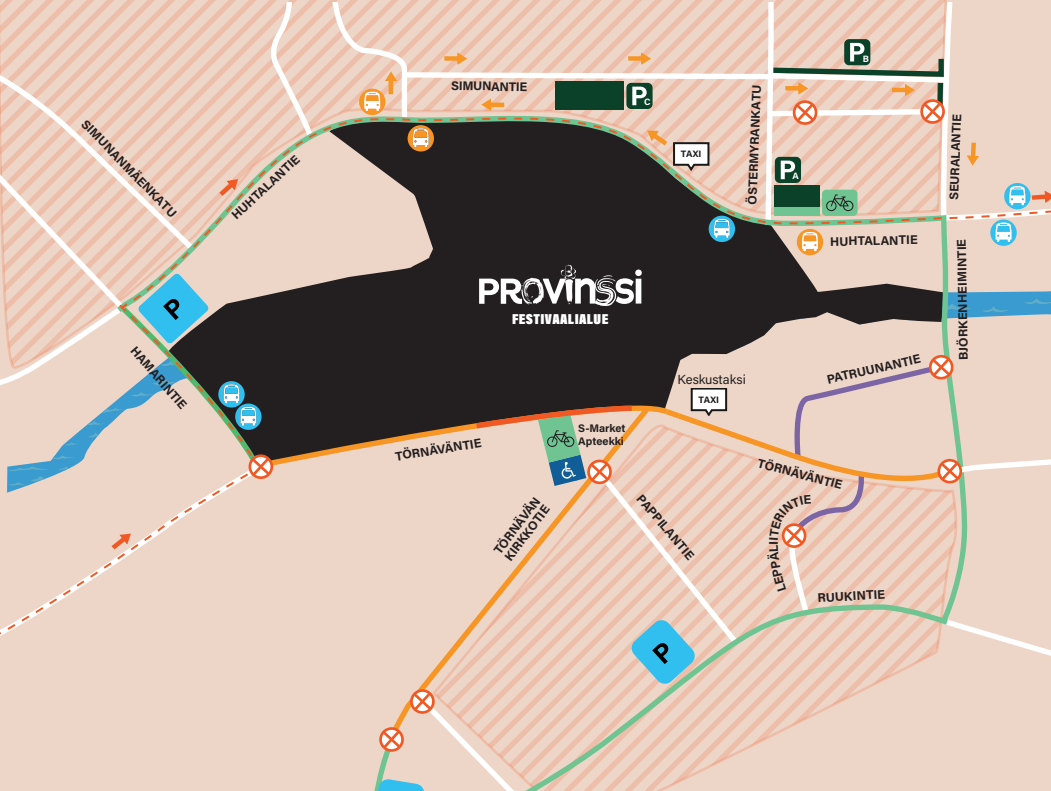 P B
SIMUNANTIE
P C
ÖSTERMYRANKATU
SEURALANTIE
SIMUNANMÄENKATU
HUHTALANTIE
TAXI
P A
HUHTALANTIE
PROVINSSI
FESTIVAALIALUE
BJÖRKENHEIMINTIE
P
HAMARINTIE
PATRUUNANTIE
Keskustaksi
TAXI
S-Market
Apteekki
TÖRNÄVÄNTIE
TÖRNÄVÄNTIE
TÖRNÄVÄN
KIRKKOTIE
PAPPILANTIE
LEPPÄLIITERINTIE
RUUKINTIE
P